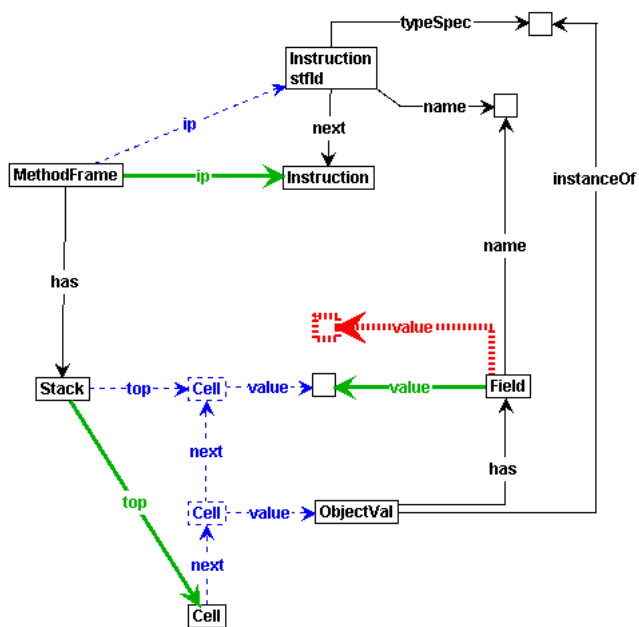 typeSpec
Instruction
stfld
name
ip
next
MethodFrame
ip
Instruction
instanceOf
name
has
value
Stack
top
Cell
value
value
Field
next
has
top
Cell
value
ObjectVal
next
Cell